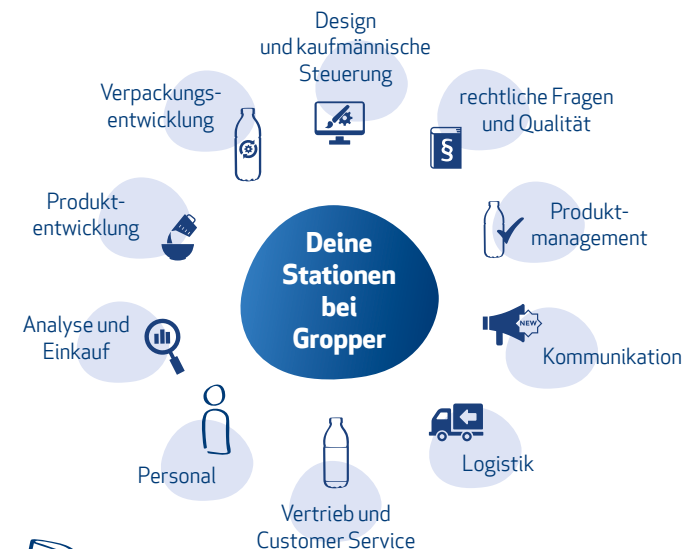 Design
und kaufmännische
Steuerung
rechtliche Fragen
und Qualität
§
Produkt-
management
NEW
Kommunikation
Logistik
Vertrieb und
Customer Service
Personal
Analyse und
Einkauf
Produkt-
entwicklung
Verpackungs-
entwicklung
Deine
Stationen
bei
Gropper